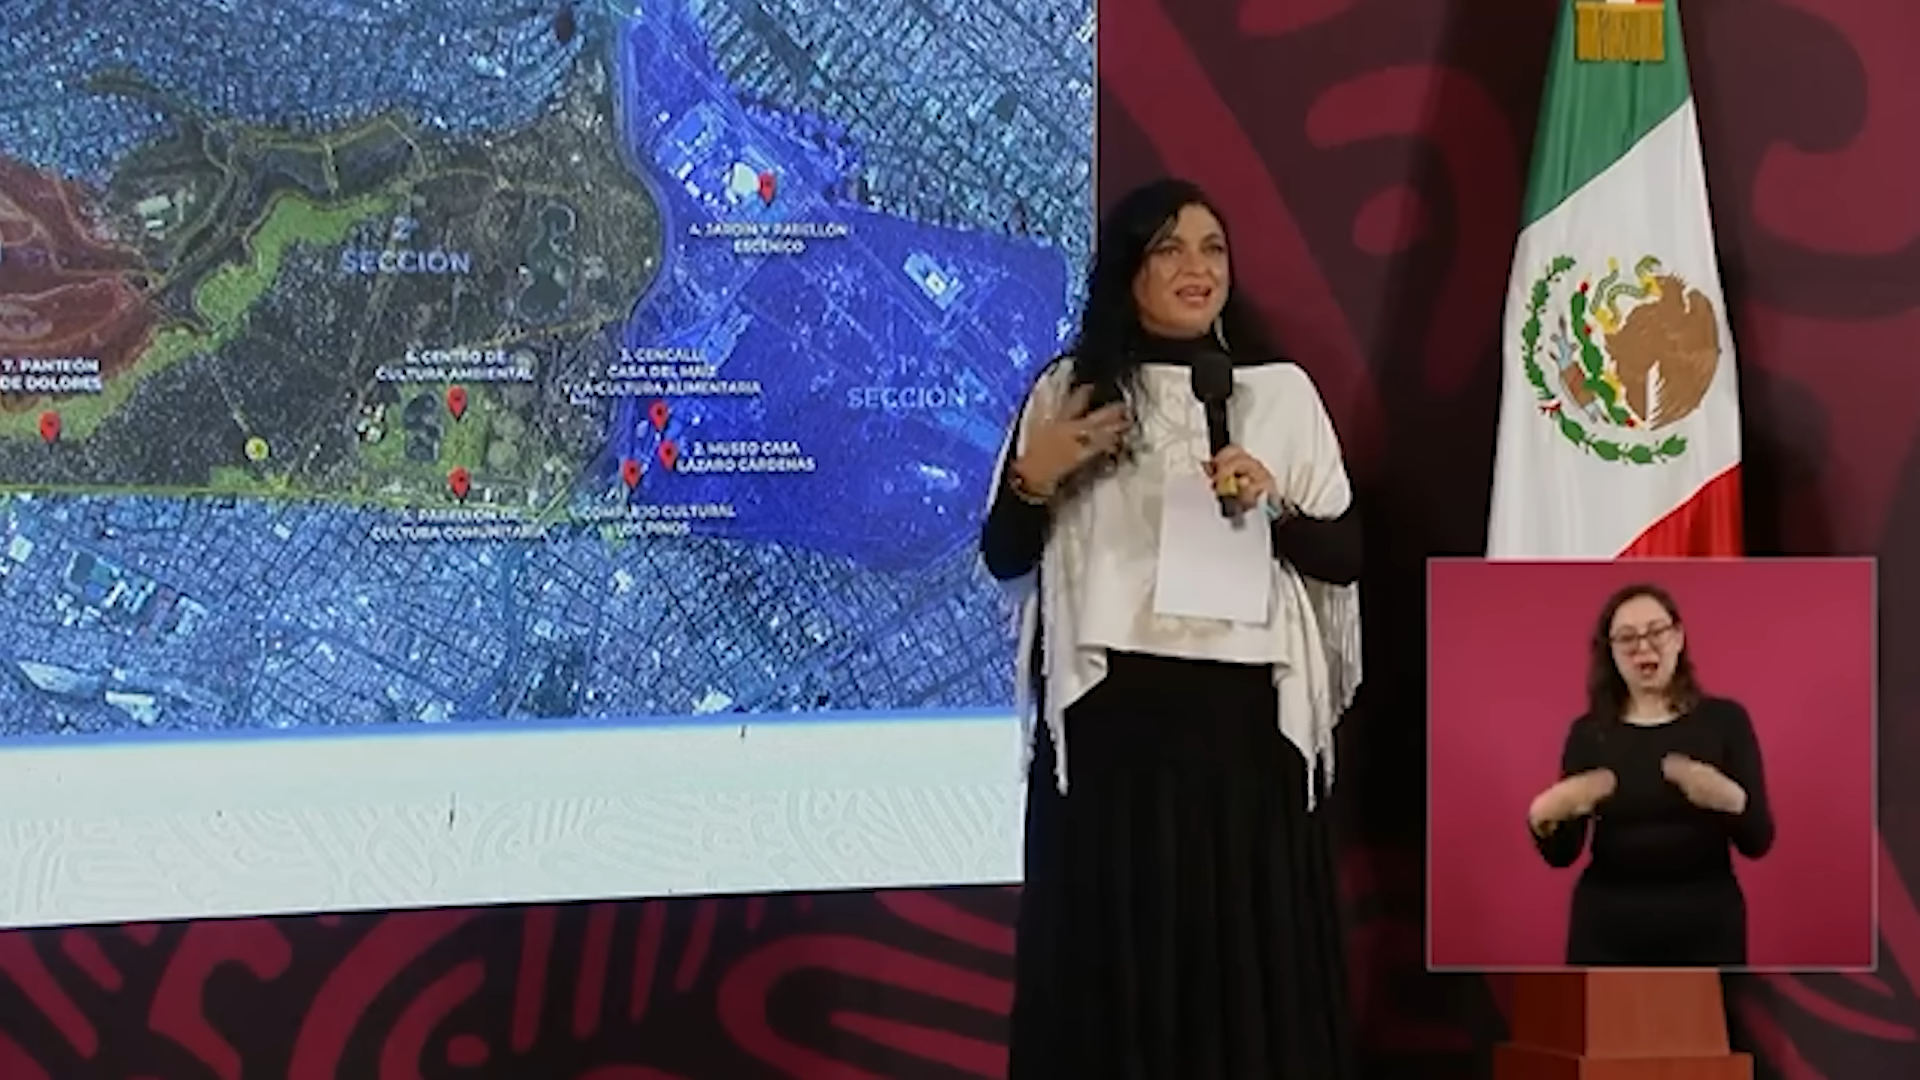 4. JARDÍN Y PABELLÓN
ESCÉNICO
2ª
SECCIÓN
7. PANTEÓN
DE DOLORES
6. CENTRO DE
CULTURA AMBIENTAL
3. CENCALLI,
CASA DEL MAÍZ
Y LA CULTURA ALIMENTARIA
1ª
SECCIÓN
2. MUSEO CASA
LÁZARO CÁRDENAS
5. PABELLÓN DE
CULTURA COMUNITARIA
COMPLEJO CULTURAL
LOS PINOS